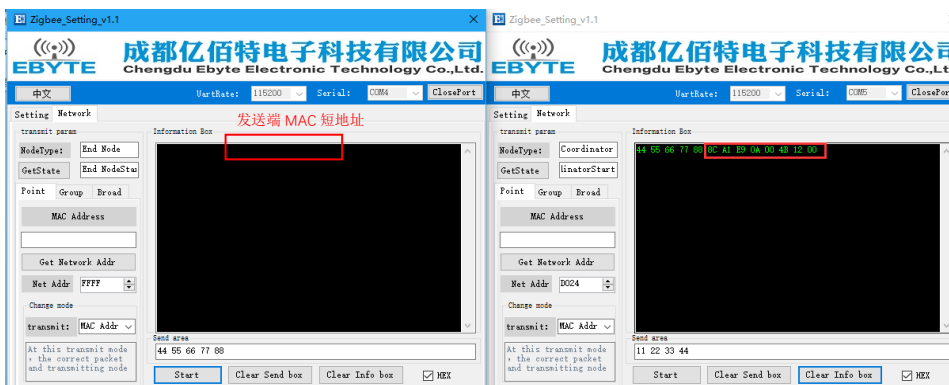 Zigbee_Setting_v1.1
EBYTE
成都亿佰特电子科技有限公司
Chengdu Ebyte Electronic Technology Co.,Ltd.
中文
UartRate:
115200
Serial:
COM4
ClosePort
Setting
Network
发送端 MAC 短地址
transmit param
NodeType:
End Node
GetState
End NodeStar
Point
Group
Broad
MAC Address
Get Network Addr
Net Addr
FFFF
Change mode
transmit:
MAC Addr
At this transmit mode
, the correct packet
and transmitting node
Information Box
Send area
44 55 66 77 88
Start
Clear Send box
Clear Info box
HEX
Zigbee_Setting_v1.1
EBYTE
成都亿佰特电子科技有限公司
Chengdu Ebyte Electronic Technology Co.,Lt
中文
UartRate:
115200
Serial:
COM5
ClosePor
Setting
Network
transmit param
NodeType:
Coordinator
GetState
linatorStart
Point
Group
Broad
MAC Address
Get Network Addr
Net Addr
D024
Change mode
transmit:
MAC Addr
At this transmit mode
, the correct packet
and transmitting node
Information Box
44 55 66 77 88 8C A1 E9 0A 00 4B 12 00
Send area
11 22 33 44
Start
Clear Send box
Clear Info box
HEX